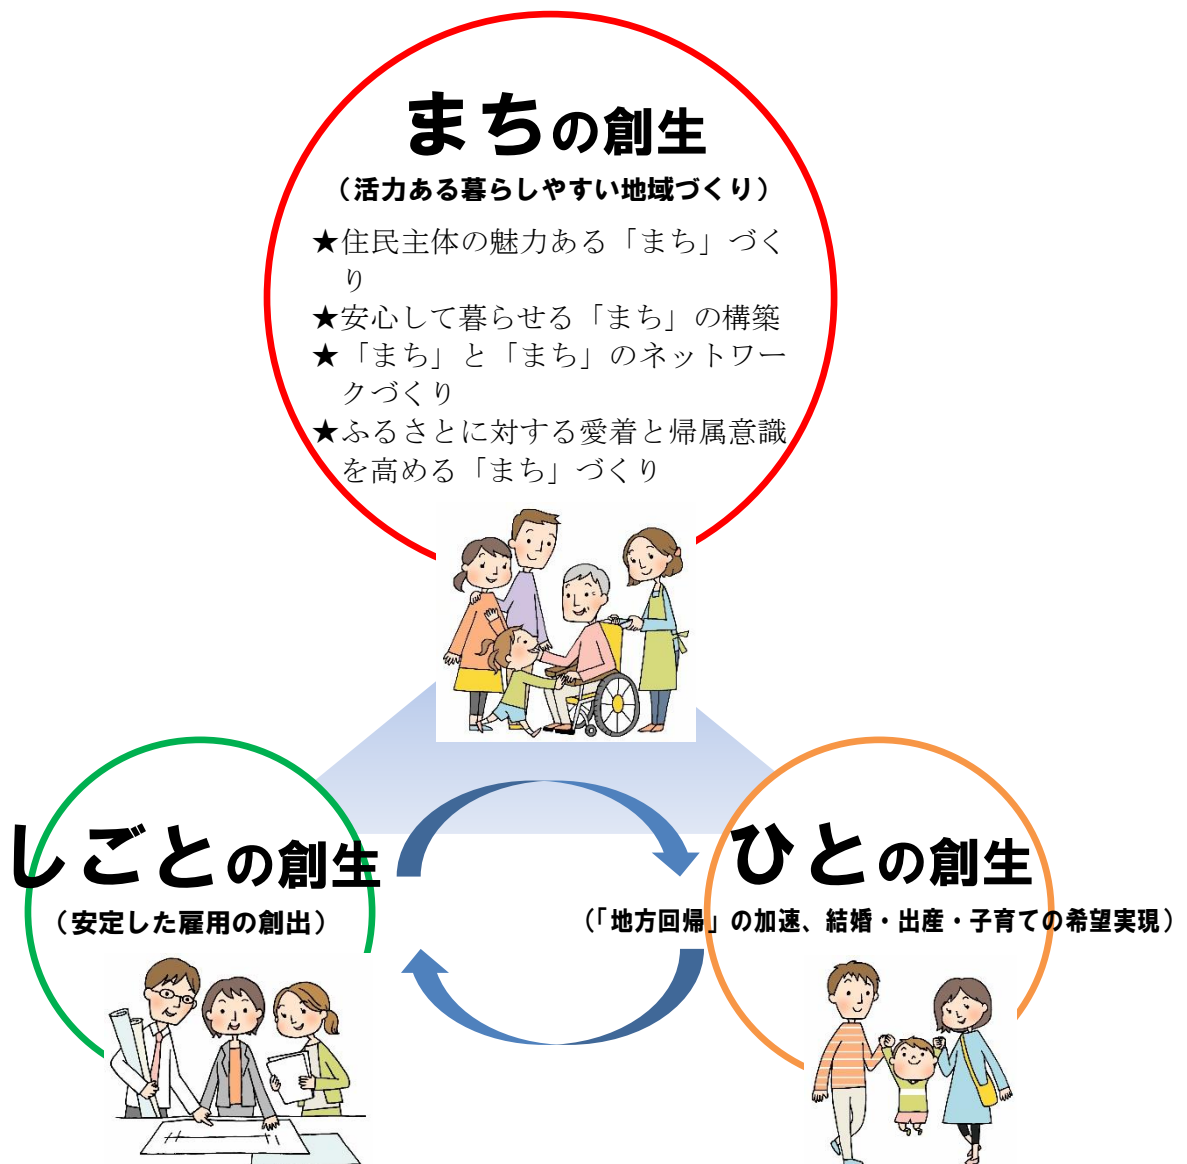 まちの創生
（活力ある暮らしやすい地域づくり）
★住民主体の魅力ある「まち」づく
り
★安心して暮らせる「まち」の構築
★「まち」と「まち」のネットワー
クづくり
★ふるさとに対する愛着と帰属意識
を高める「まち」づくり
しごとの創生
（安定した雇用の創出）
ひとの創生
（「地方回帰」の加速、結婚・出産・子育ての希望実現）